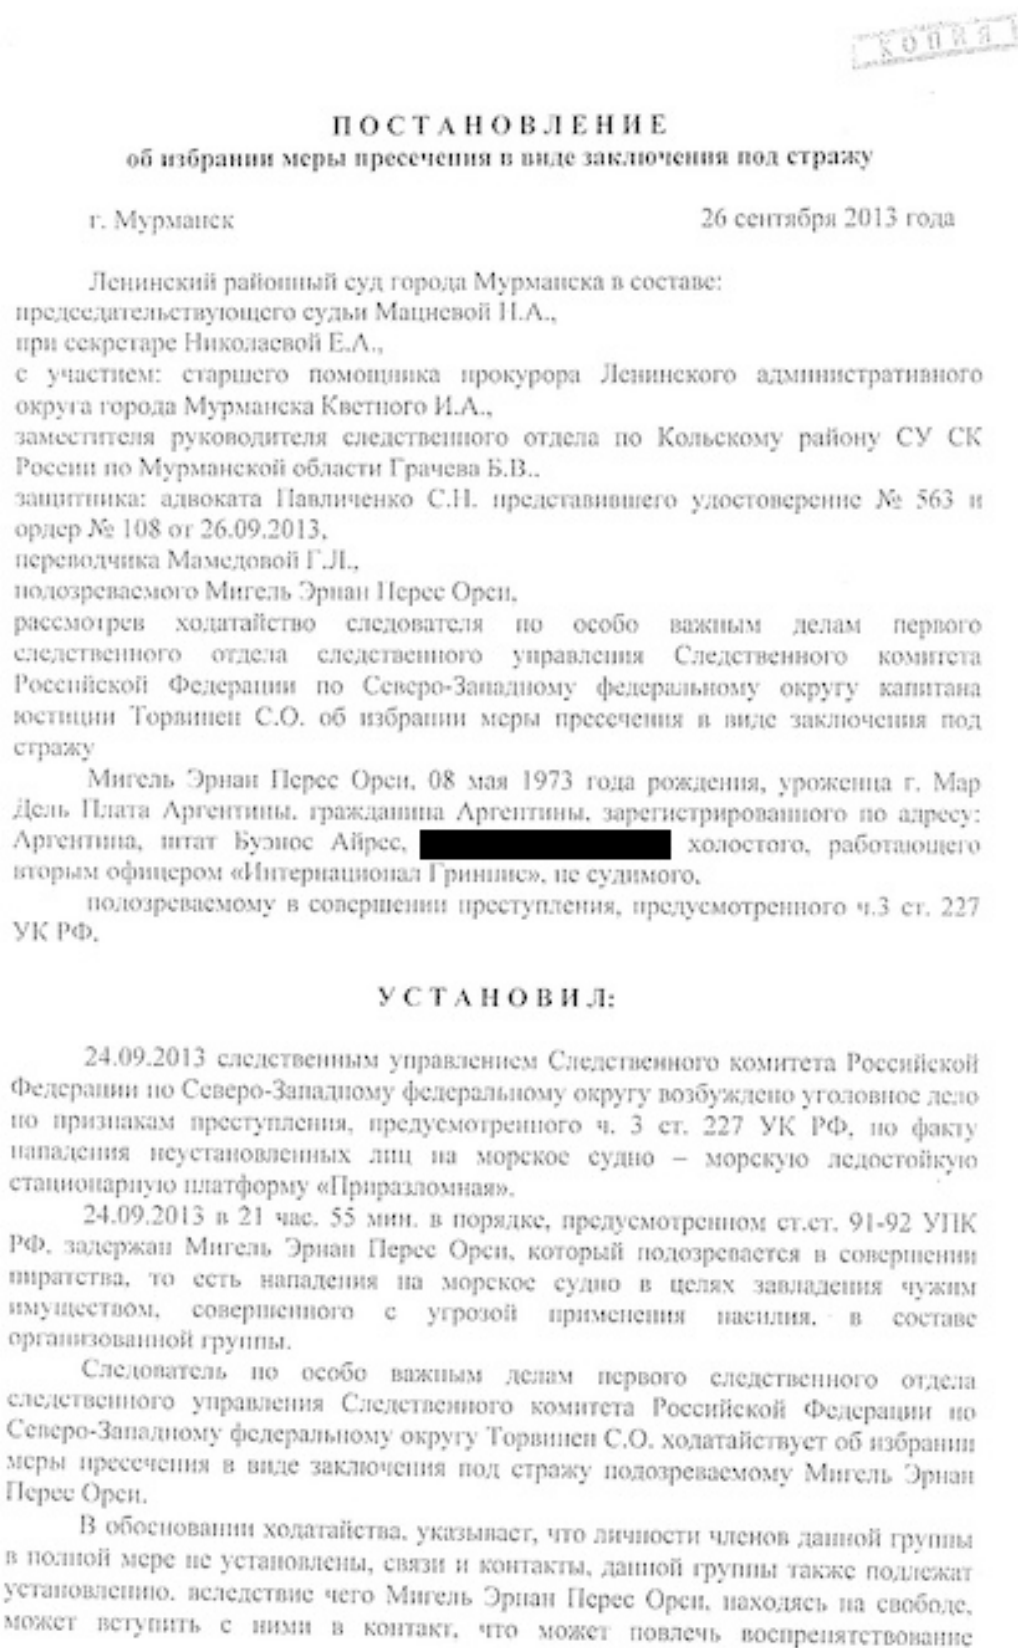 КОПИЯ
ПОСТАНОВЛЕНИЕ
об избрании меры пресечения в виде заключения под стражу
г. Мурманск 26 сентября 2013 года
Ленинский районный суд города Мурманска в составе:
председательствующего судьи Мацневой Н.А.,
при секретаре Николаевой Е.А.,
с участием: старшего помощника прокурора Ленинского административного
округа города Мурманска Кветного И.А.,
заместителя руководителя следственного отдела по Кольскому району СУ СК
России по Мурманской области Грачева Б.В..
защитника: адвоката Павличенко С.Н. представившего удостоверение № 563 и
ордер № 108 от 26.09.2013,
переводчика Мамедовой Г.Л.,
подозреваемого Мигель Эрнан Перес Орси,
рассмотрев ходатайство следователя по особо важным делам первого
следственного отдела следственного управления Следственного комитета
Российской Федерации по Северо-Западному федеральному округу капитана
юстиции Торвинен С.О. об избрании меры пресечения в виде заключения под
стражу
Мигель Эрнан Перес Орси, 08 мая 1973 года рождения, уроженца г. Мар
Дель Плата Аргентины, гражданина Аргентины, зарегистрированного по адресу:
Аргентина, штат Буэнос Айрес, холостого, работающего
вторым офицером «Интернационал Гринпис», не судимого,
подозреваемому в совершении преступления, предусмотренного ч.3 ст. 227
УК РФ,
УСТАНОВИЛ:
24.09.2013 следственным управлением Следственного комитета Российской
Федерации по Северо-Западному федеральному округу возбуждено уголовное дело
по признакам преступления, предусмотренного ч. 3 ст. 227 УК РФ, по факту
нападения неустановленных лиц на морское судно – морскую ледостойкую
стационарную платформу «Приразломная».
24.09.2013 в 21 час. 55 мин. в порядке, предусмотренном ст.ст. 91-92 УПК
РФ, задержан Мигель Эрнан Перес Орси, который подозревается в совершении
пиратства, то есть нападения на морское судно в целях завладения чужим
имуществом, совершенного с угрозой применения насилия, в составе
организованной группы.
Следователь по особо важным делам первого следственного отдела
следственного управления Следственного комитета Российской Федерации по
Северо-Западному федеральному округу Торвинен С.О. ходатайствует об избрании
меры пресечения в виде заключения под стражу подозреваемому Мигель Эрнан
Перес Орси.
В обосновании ходатайства, указывает, что личности членов данной группы
в полной мере не установлены, связи и контакты, данной группы также подлежат
установлению, вследствие чего Мигель Эрнан Перес Орси, находясь на свободе,
может вступить с ними в контакт, что может повлечь воспрепятствование